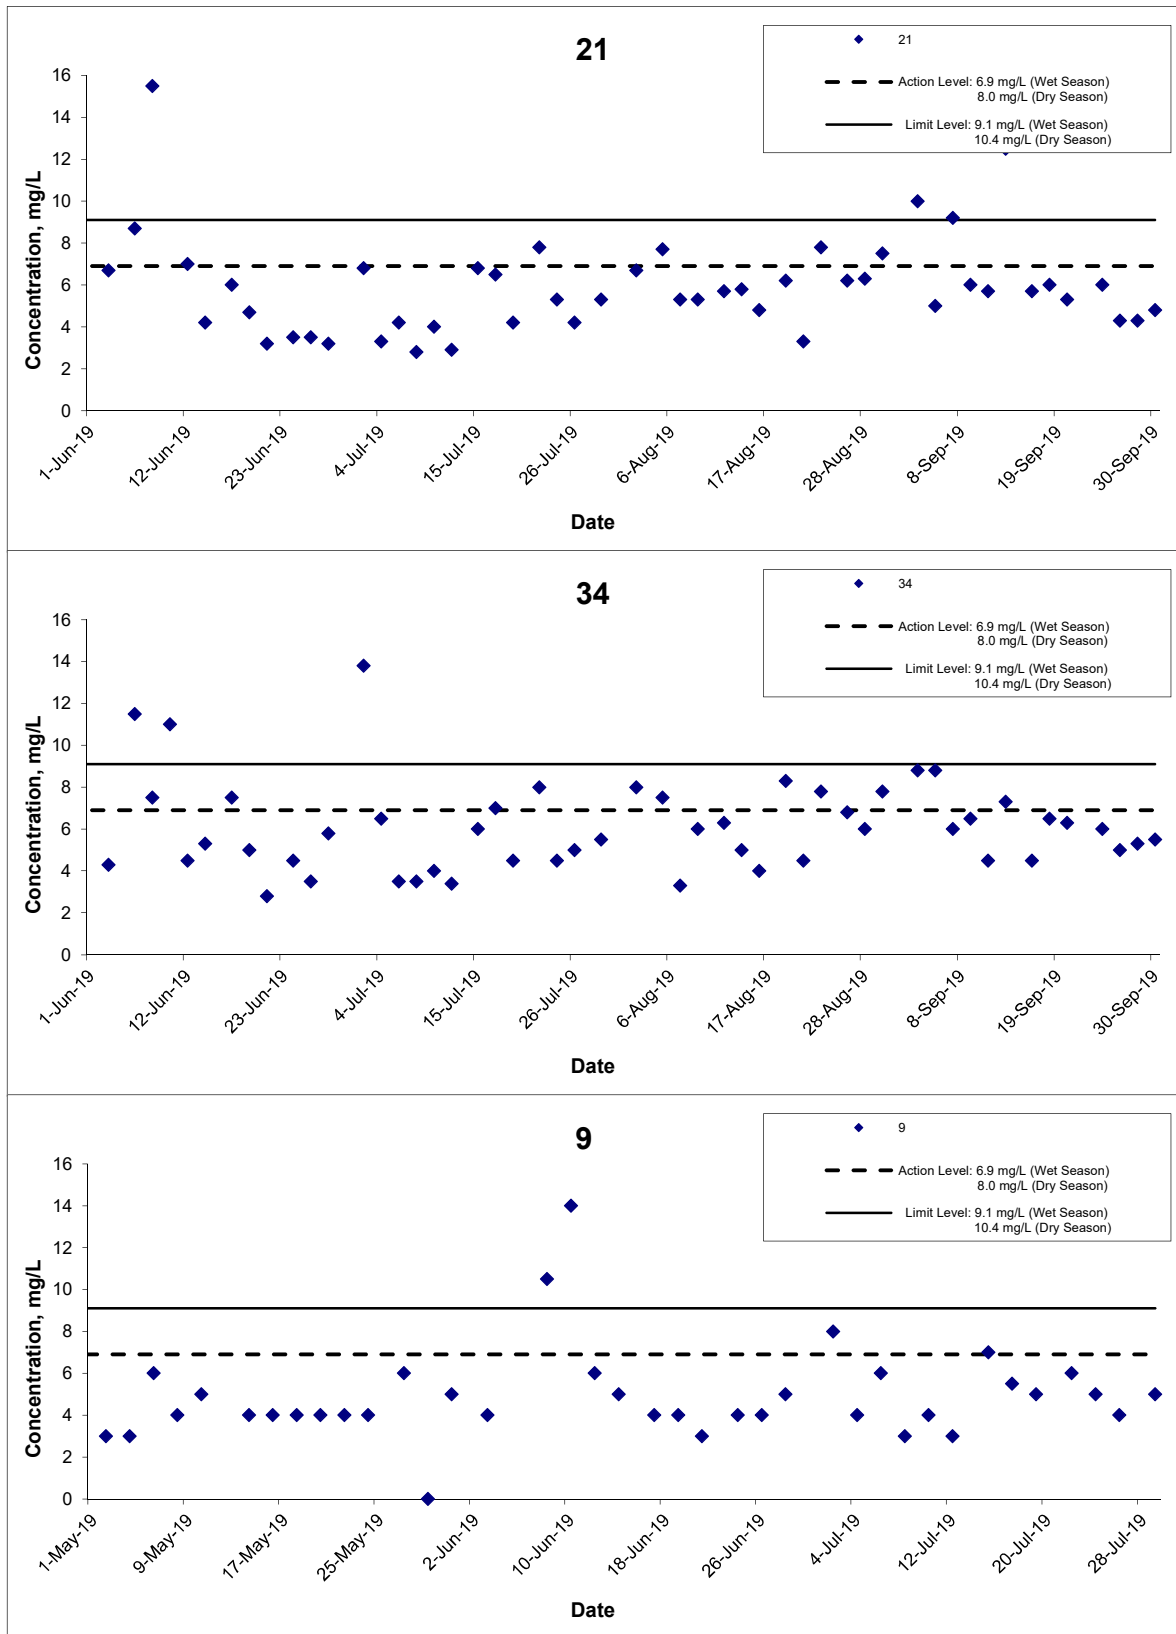 21
21
Action Level: 6.9 mg/L (Wet Season)
8.0 mg/L (Dry Season)
Limit Level: 9.1 mg/L (Wet Season)
10.4 mg/L (Dry Season)
Concentration, mg/L
16
14
12
10
8
6
4
2
0
1-Jun-19
12-Jun-19
23-Jun-19
4-Jul-19
15-Jul-19
26-Jul-19
6-Aug-19
17-Aug-19
28-Aug-19
8-Sep-19
19-Sep-19
30-Sep-19
Date
34
34
Action Level: 6.9 mg/L (Wet Season)
8.0 mg/L (Dry Season)
Limit Level: 9.1 mg/L (Wet Season)
10.4 mg/L (Dry Season)
Concentration, mg/L
16
14
12
10
8
6
4
2
0
1-Jun-19
12-Jun-19
23-Jun-19
4-Jul-19
15-Jul-19
26-Jul-19
6-Aug-19
17-Aug-19
28-Aug-19
8-Sep-19
19-Sep-19
30-Sep-19
Date
9
9
Action Level: 6.9 mg/L (Wet Season)
8.0 mg/L (Dry Season)
Limit Level: 9.1 mg/L (Wet Season)
10.4 mg/L (Dry Season)
Concentration, mg/L
16
14
12
10
8
6
4
2
0
1-May-19
9-May-19
17-May-19
25-May-19
2-Jun-19
10-Jun-19
18-Jun-19
26-Jun-19
4-Jul-19
12-Jul-19
20-Jul-19
28-Jul-19
Date